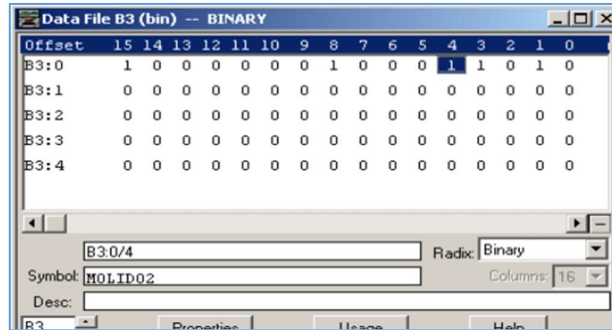 Data File B3 (bin) -- BINARY
Offset 15 14 13 12 11 10 9 8 7 6 5 4 3 2 1 0
B3:0 1 0 0 0 0 0 0 1 0 0 0 1 1 0 1 0
B3:1 0 0 0 0 0 0 0 0 0 0 0 0 0 0 0 0
B3:2 0 0 0 0 0 0 0 0 0 0 0 0 0 0 0 0
B3:3 0 0 0 0 0 0 0 0 0 0 0 0 0 0 0 0
B3:4 0 0 0 0 0 0 0 0 0 0 0 0 0 0 0 0
B3:0/4 Radix: Binary
Symbol: MOLIDO2 Columns: 16
Desc:
B3 Properties Usage Help